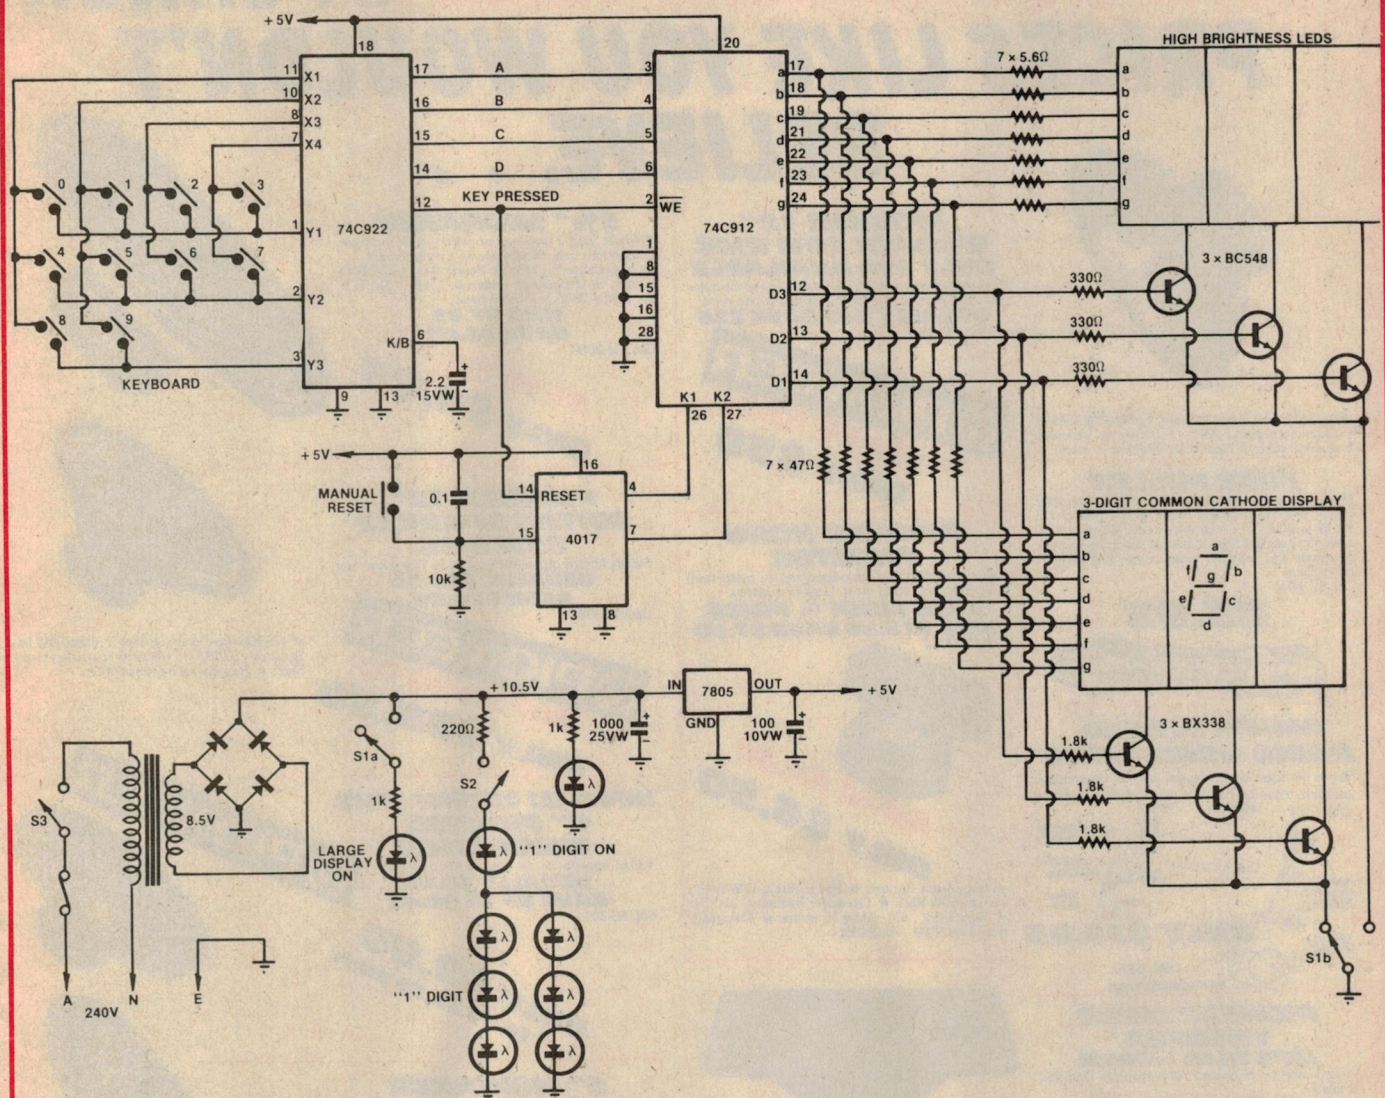 +5V
18
20
HIGH BRIGHTNESS LEDS
11 X1
10 X2
8 X3
7 X4
17 A 3
16 B 4
15 C 5
14 D 6
12 KEY PRESSED 2 WE
74C922
74C912
0 1 2 3
1 Y1
4 5 6 7
2 Y2
8 9
3 Y3
KEYBOARD
K/B 6
2.2
15VW
9 13
1
8
15
16
28
a 17
b 18
c 19
d 21
e 22
f 23
g 24
7 × 5.6Ω
a
b
c
d
e
f
g
D3 12 330Ω
D2 13 330Ω
D1 14 330Ω
3 × BC548
K1 K2
26 27
+5V
MANUAL
RESET
0.1
10k
16
14 RESET 4
15 4017 7
13 8
7 × 47Ω
3-DIGIT COMMON CATHODE DISPLAY
a
b
c
d
e
f
g
a
f b
g
e c
d
3 × BX338
1.8k
1.8k
1.8k
S1b
+10.5V
IN 7805 OUT
GND
+5V
S1a
1k
LARGE
DISPLAY
ON
220Ω
S2
"1" DIGIT ON
"1" DIGIT
1k
1000
25VW
100
10VW
S3
8.5V
A N E
240V
λ
λ
λ
λ
λ
λ
λ
λ
λ